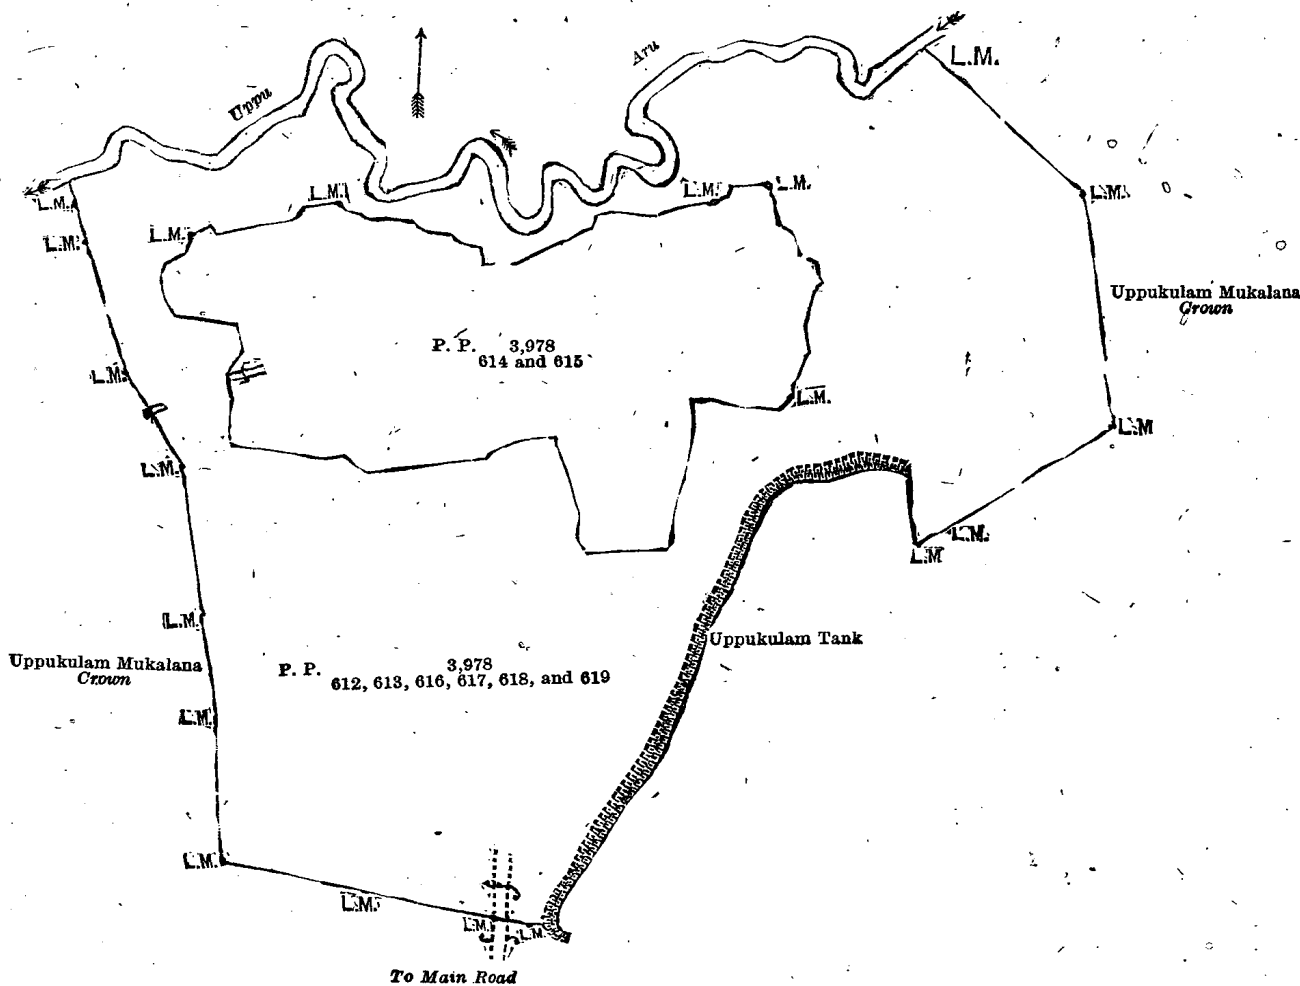 Uppu
Aru
L.M.
L.M.
L.M.
L.M.
L.M.
L.M.
L.M.
L.M.
L.M.
Uppukulam Mukalana
Crown
P. P. 3,978
614 and 615
L.M.
L.M.
L.M
L.M.
L.M.
L.M
L.M.
Uppukulam Tank
Uppukulam Mukalana
Crown
P. P. 3,978
612, 613, 616, 617, 618, and 619
L.M.
L.M.
L.M.
L.M.
L.M.
To Main Road